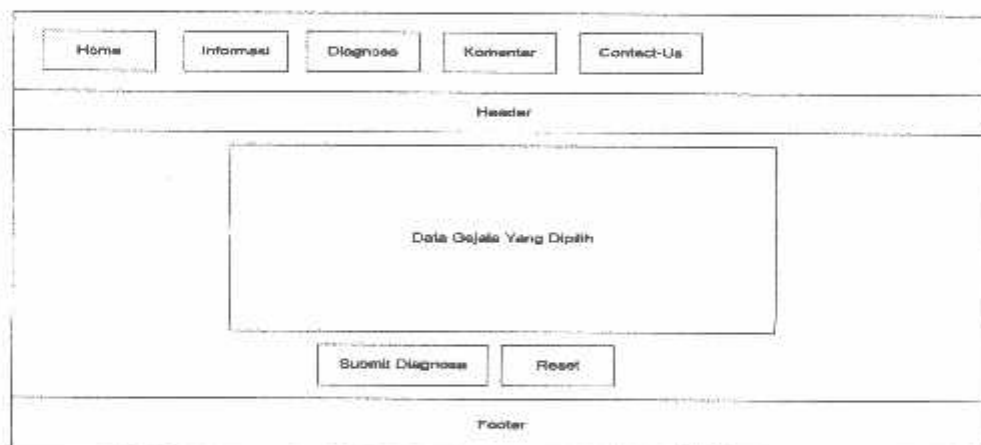 Home Informasi Diagnosa Komentar Contact-Us
Header
Data Gejala Yang Dipilih
Submit Diagnosa Reset
Footer